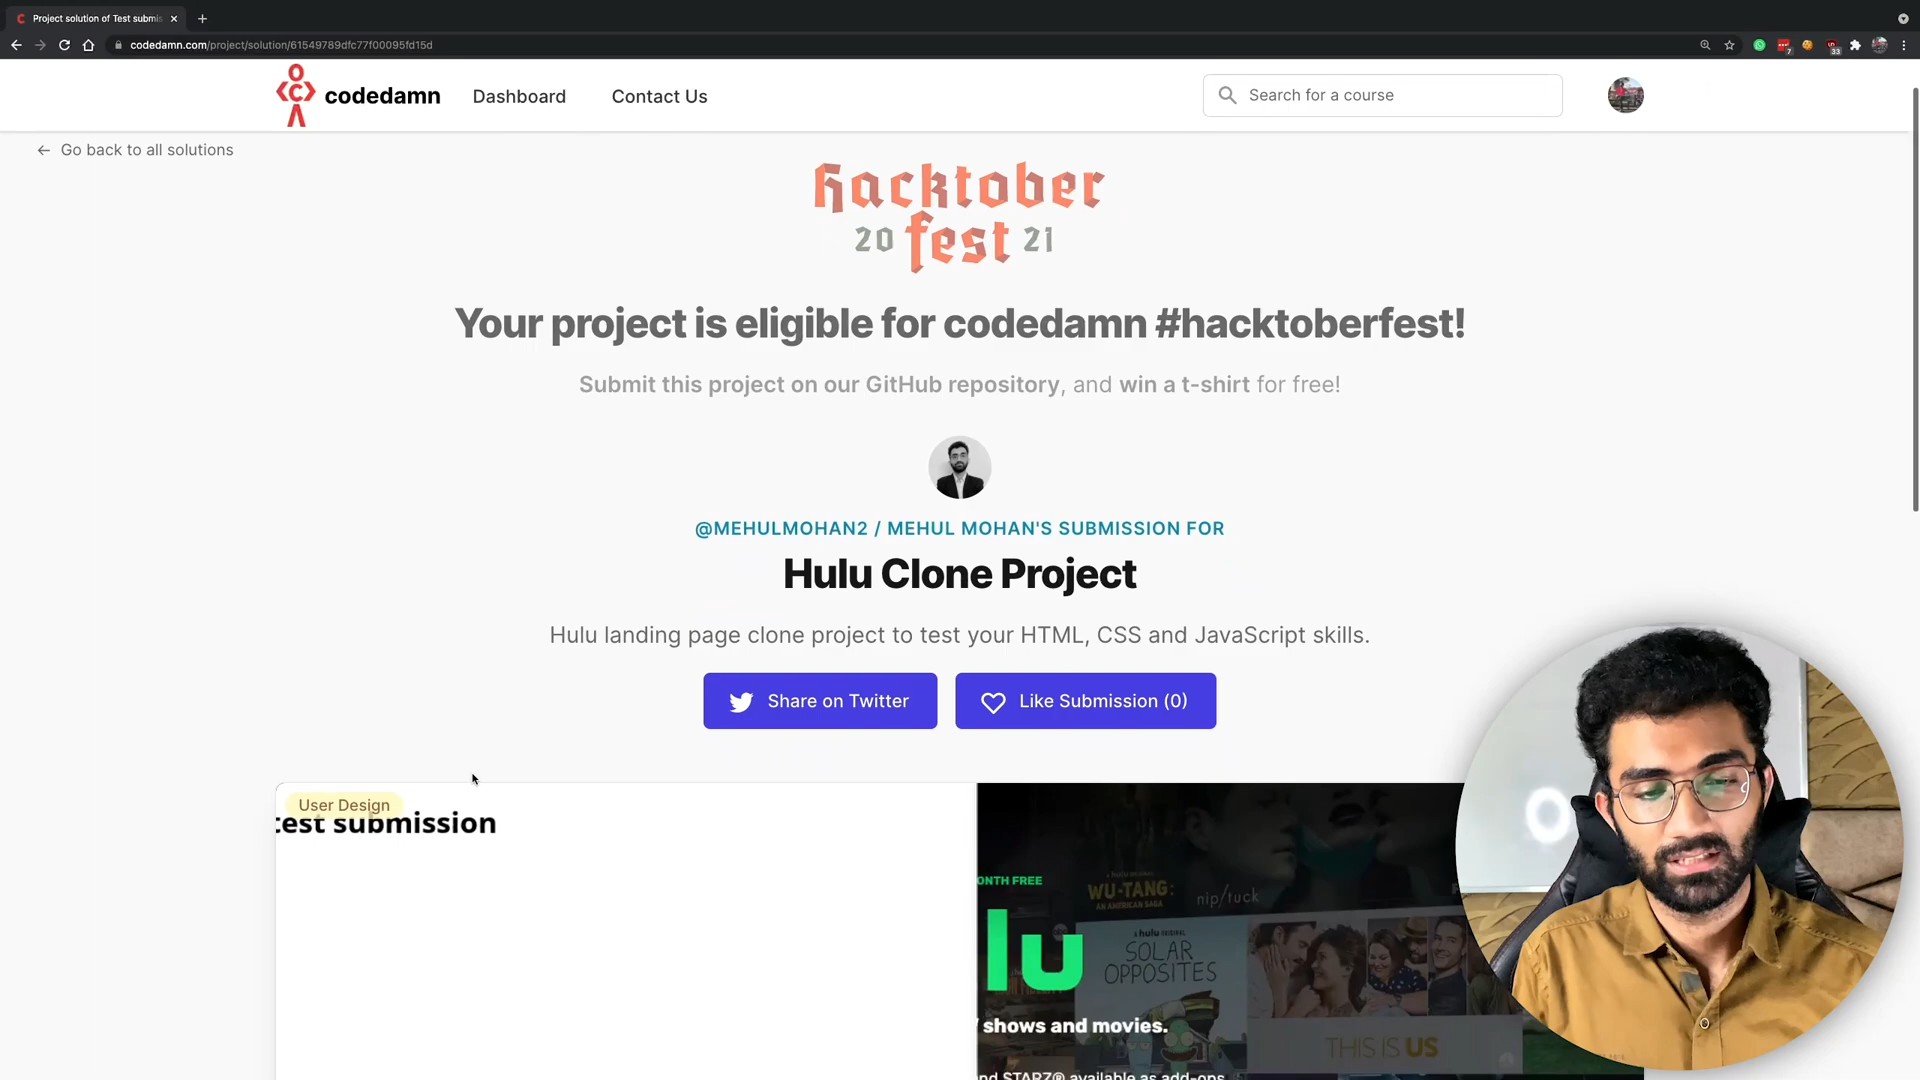 Project solution of Test submis
codedamn.com/project/solution/61549789dfc77f00095fd15d
7
33
codedamn
Dashboard
Contact Us
Search for a course
Go back to all solutions
hacktober
20 fest 21
Your project is eligible for codedamn #hacktoberfest!
Submit this project on our GitHub repository, and win a t-shirt for free!
@MEHULMOHAN2 / MEHUL MOHAN'S SUBMISSION FOR
Hulu Clone Project
Hulu landing page clone project to test your HTML, CSS and JavaScript skills.
Share on Twitter
Like Submission (0)
User Design
test submission
ONTH FREE
WU-TANG:
AN AMERICAN SAGA
nip/tuck
lu
hulu ORIGINAL
SOLAR
OPPOSITES
shows and movies.
THIS IS US
nd STARZ® available as add-ons